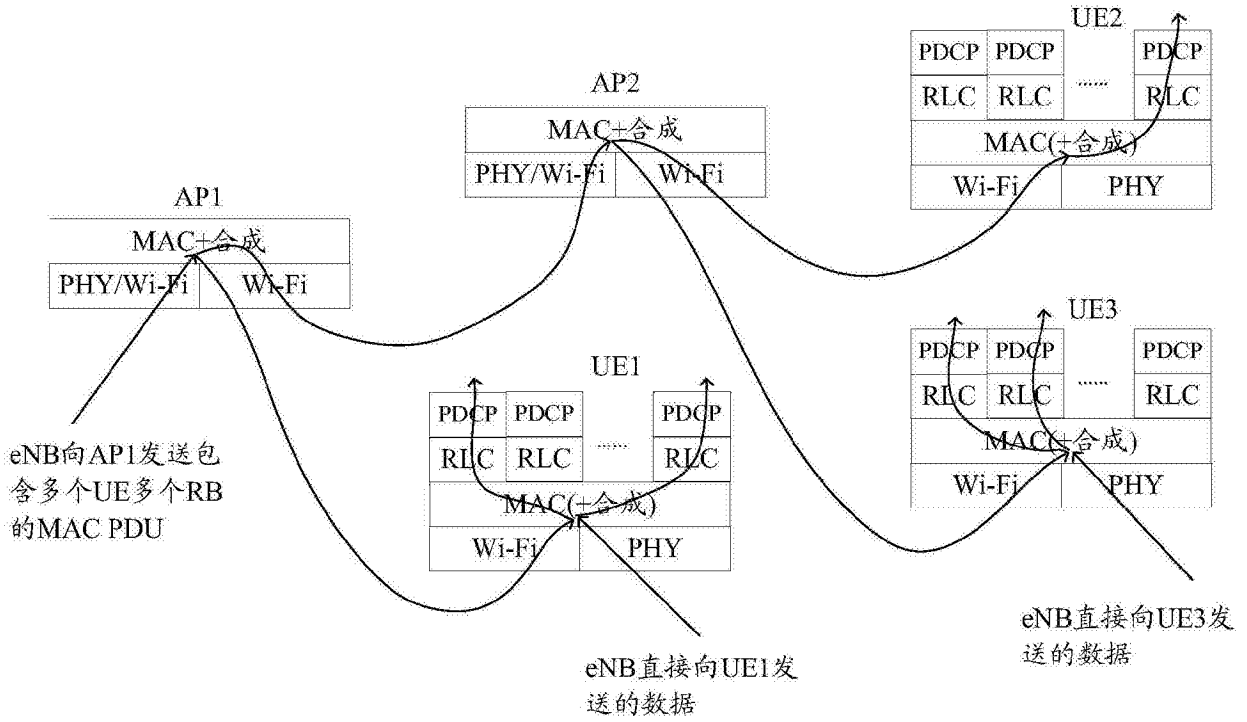 AP1
MAC+合成
PHY/Wi-Fi Wi-Fi
eNB向AP1发送包
含多个UE多个RB
的MAC PDU
AP2
MAC+合成
PHY/Wi-Fi Wi-Fi
UE1
PDCP PDCP PDCP
RLC RLC ...... RLC
MAC(+合成)
Wi-Fi PHY
eNB直接向UE1发
送的数据
UE2
PDCP PDCP PDCP
RLC RLC ...... RLC
MAC(+合成)
Wi-Fi PHY
UE3
PDCP PDCP PDCP
RLC RLC ...... RLC
MAC(+合成)
Wi-Fi PHY
eNB直接向UE3发
送的数据